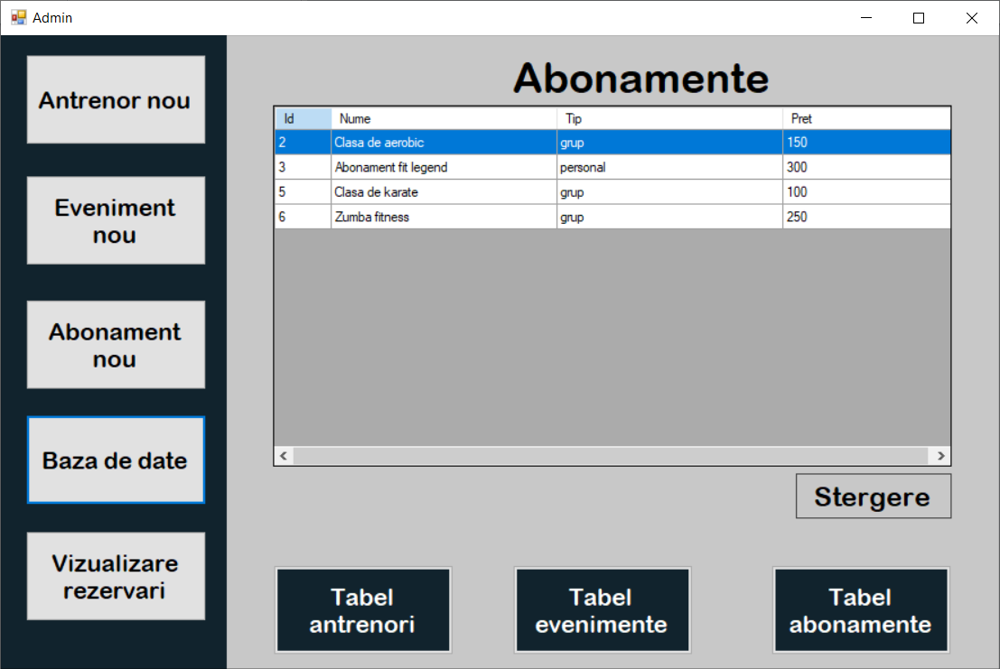 Admin
Antrenor nou
Eveniment
nou
Abonament
nou
Baza de date
Vizualizare
rezervari
Abonamente
Id Nume Tip Pret
2 Clasa de aerobic grup 150
3 Abonament fit legend personal 300
5 Clasa de karate grup 100
6 Zumba fitness grup 250
Stergere
Tabel
antrenori
Tabel
evenimente
Tabel
abonamente